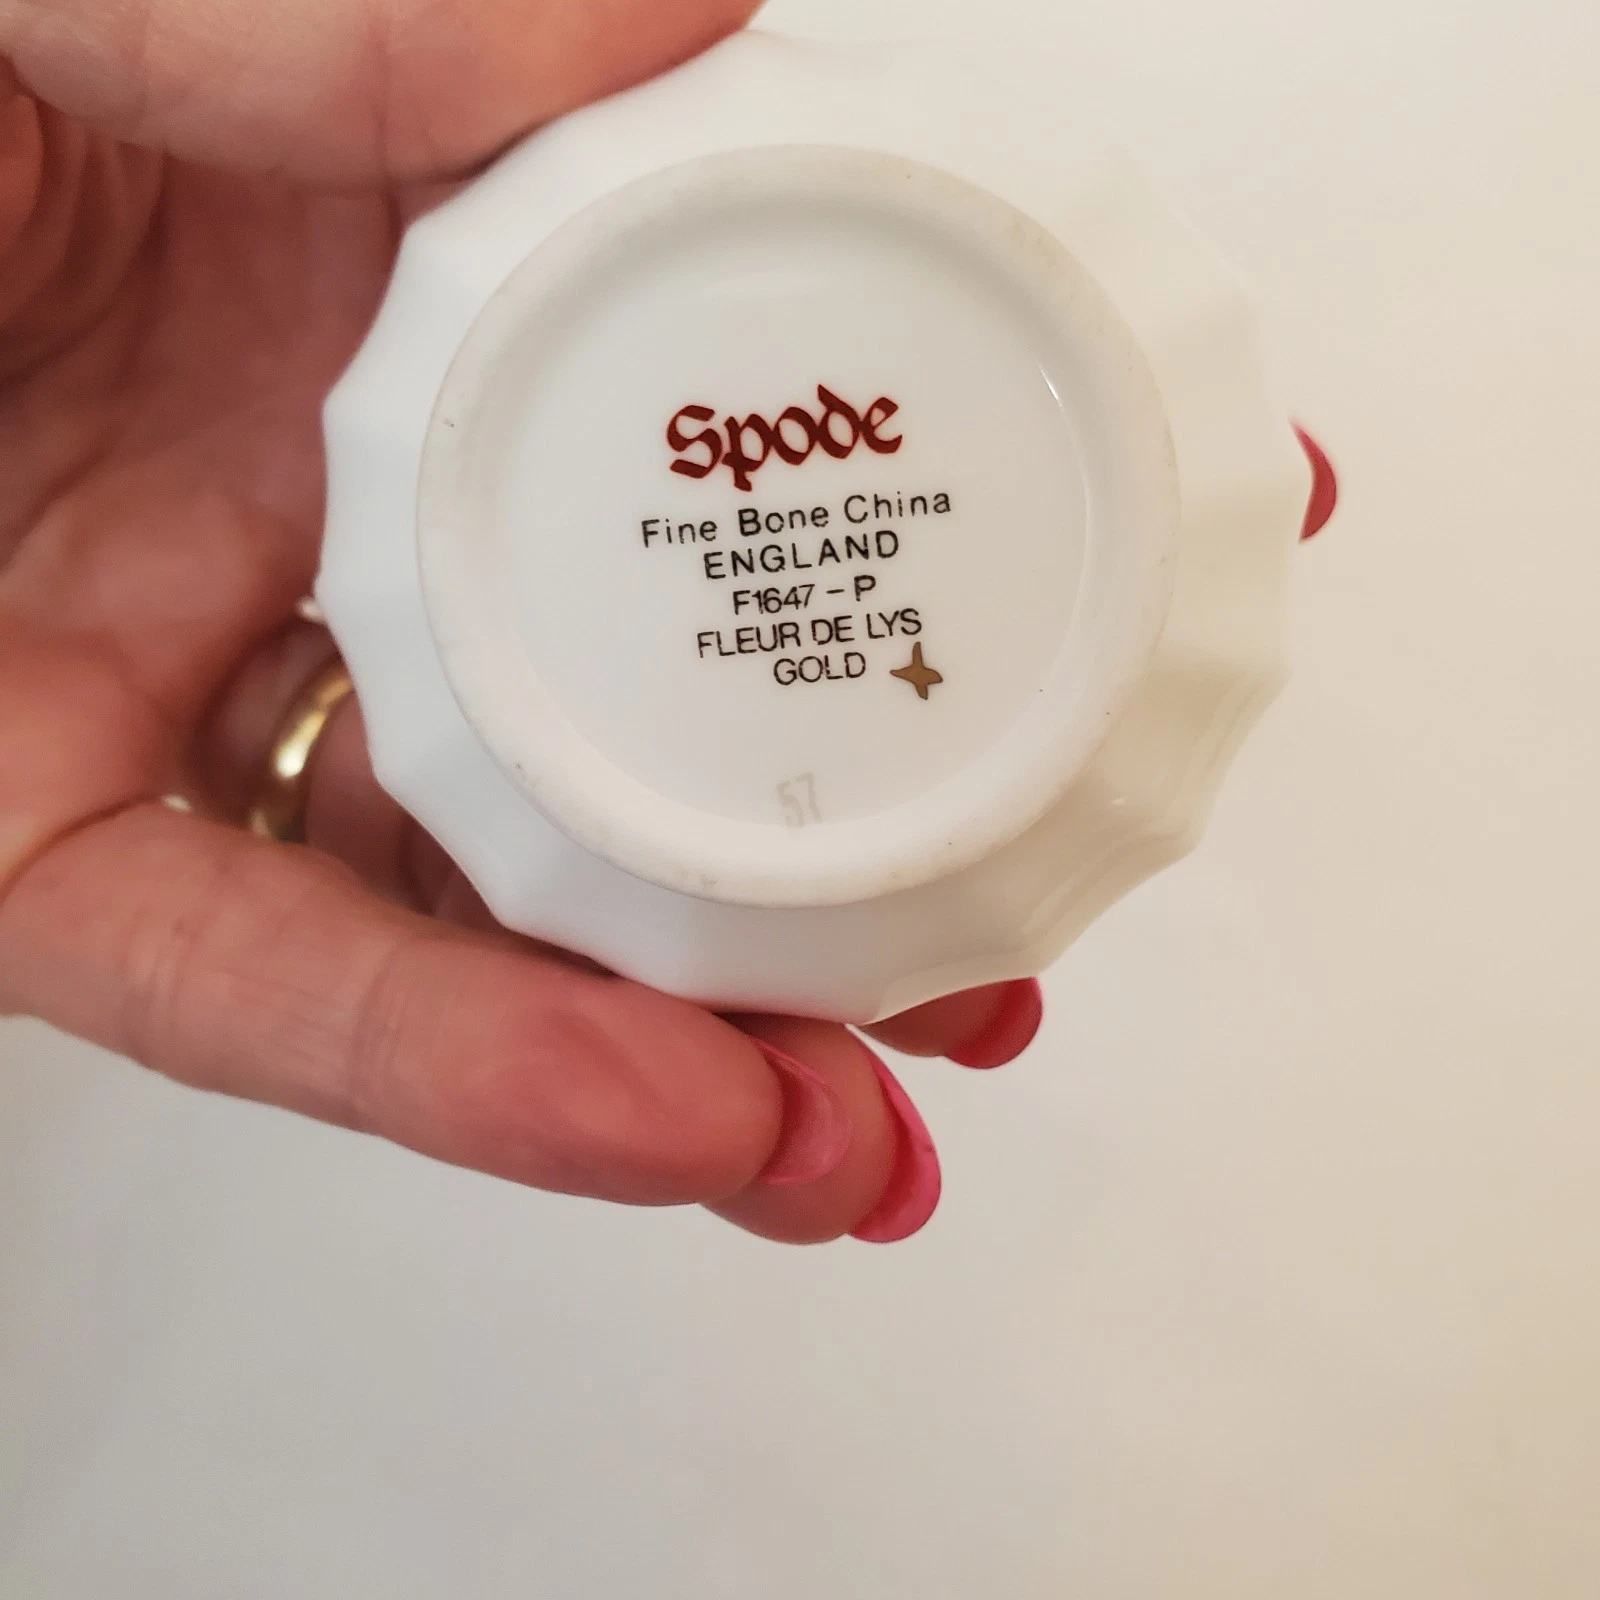 Spode
Fine Bone China
ENGLAND
F1647 - P
FLEUR DE LYS
GOLD
57